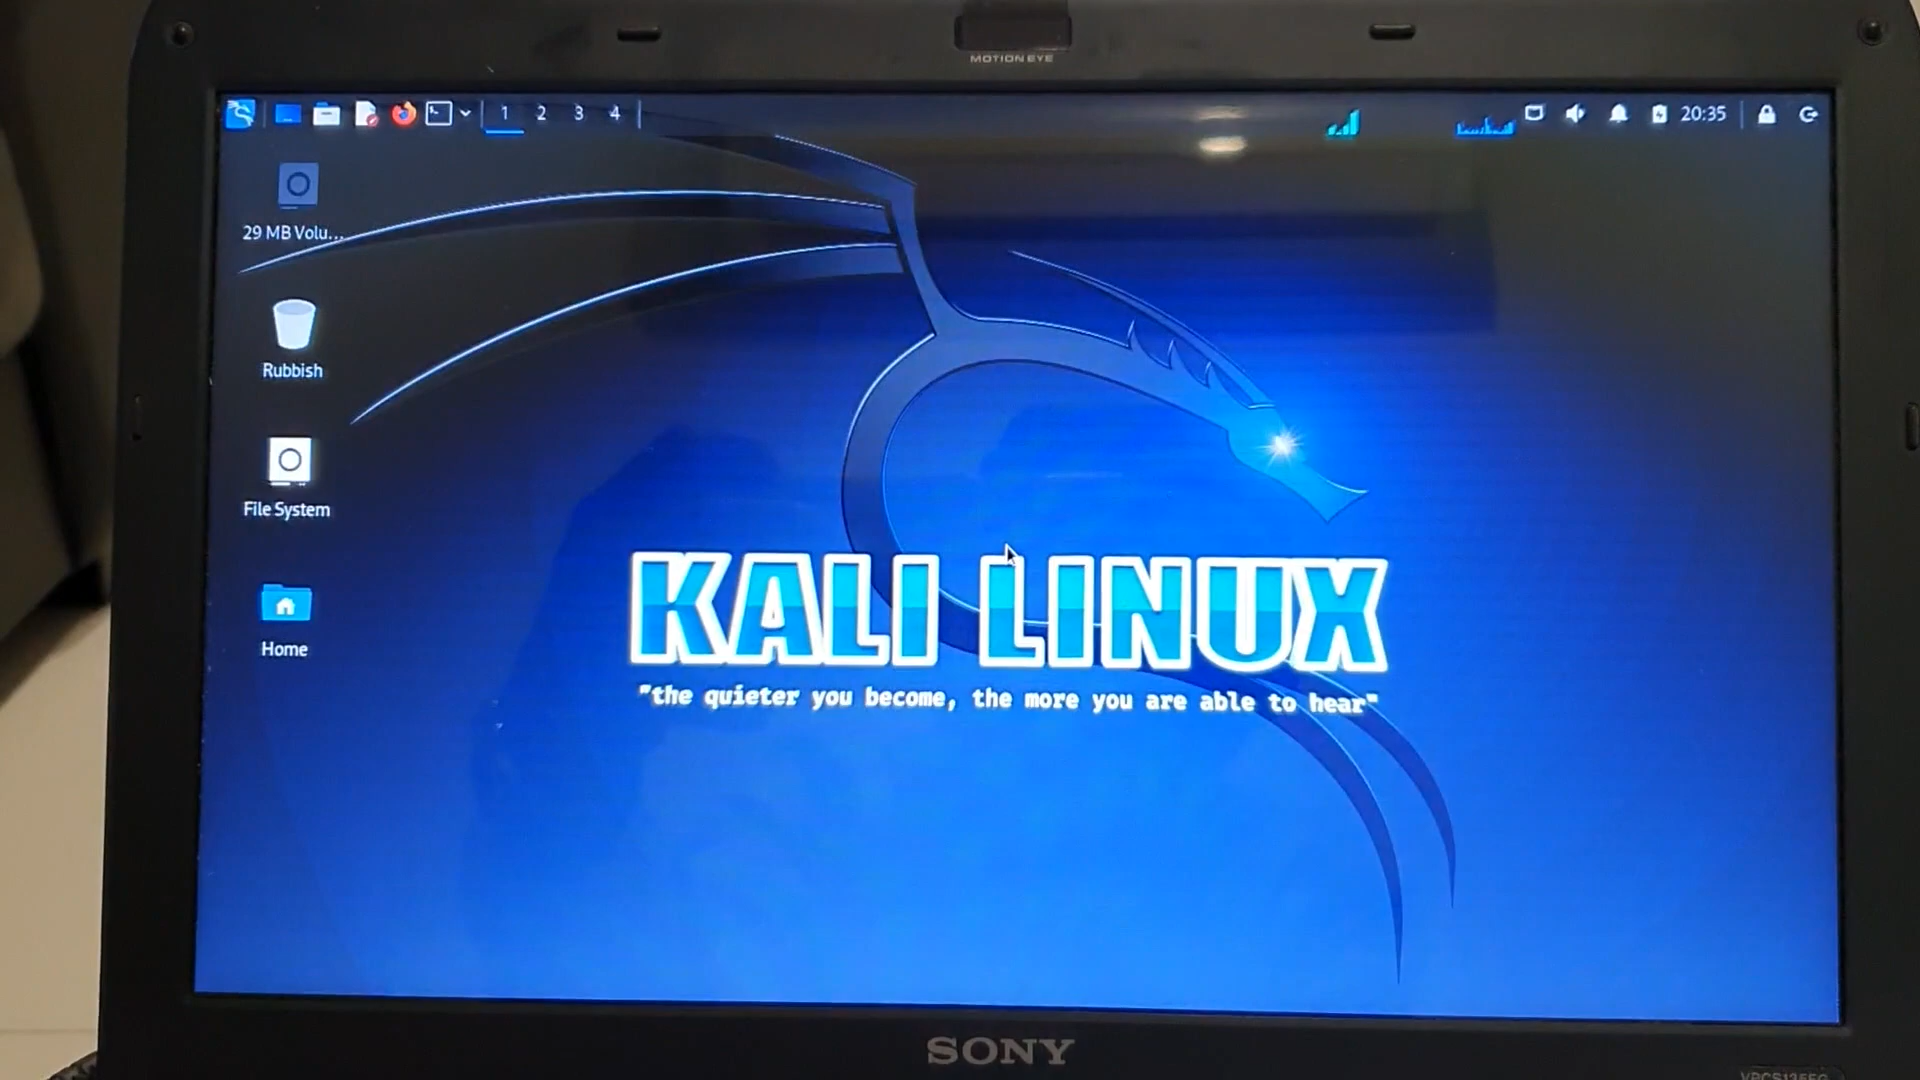 MOTION EYE
1 2 3 4
20:35
29 MB Volu...
Rubbish
File System
Home
KALI LINUX
"the quieter you become, the more you are able to hear"
SONY